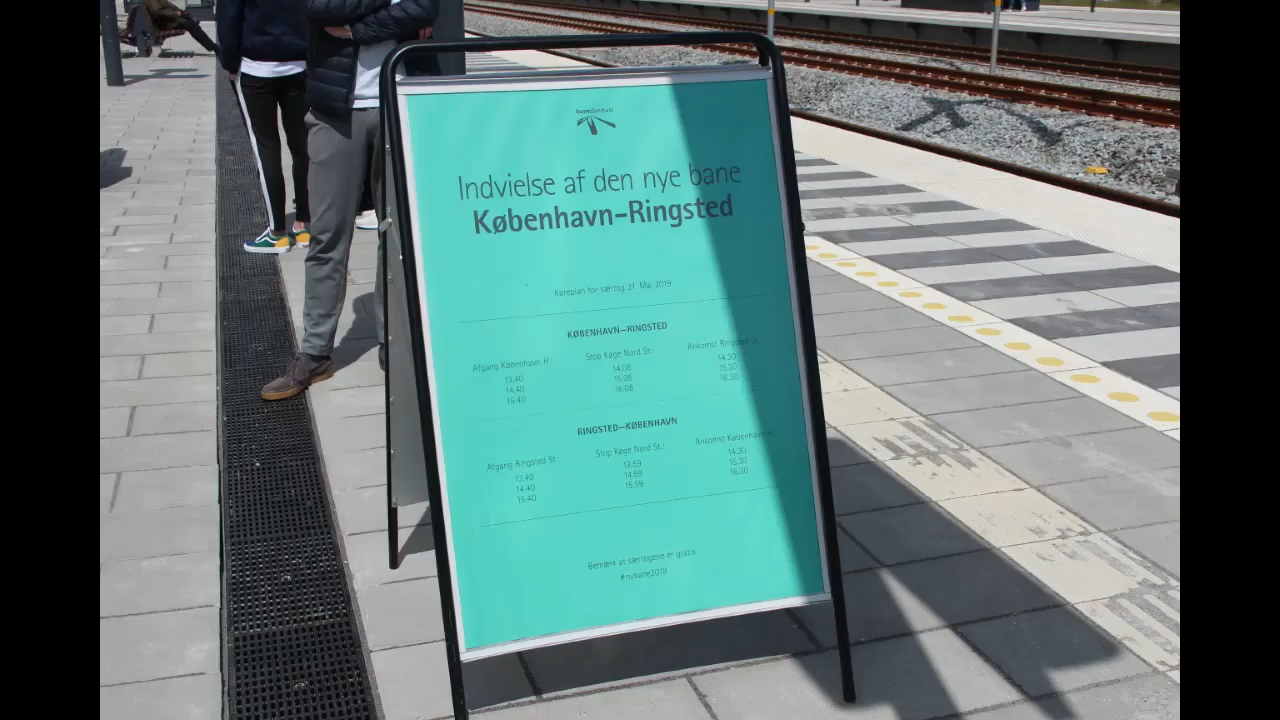 Banedanmark
Indvielse af den nye bane
København-Ringsted
Køreplan for særtog 31. Maj 2019
KØBENHAVN–RINGSTED
Afgang København H: Stop Køge Nord St.: Ankomst Ringsted St.
13.40 14.08 14.30
14.40 15.08 15.30
15.40 16.08 16.30
RINGSTED–KØBENHAVN
Afgang Ringsted St: Stop Køge Nord St.: Ankomst København H.
13.40 13.59 14.30
14.40 14.59 15.30
15.40 15.59 16.30
Bemærk at særtogene er gratis
#nybane2019